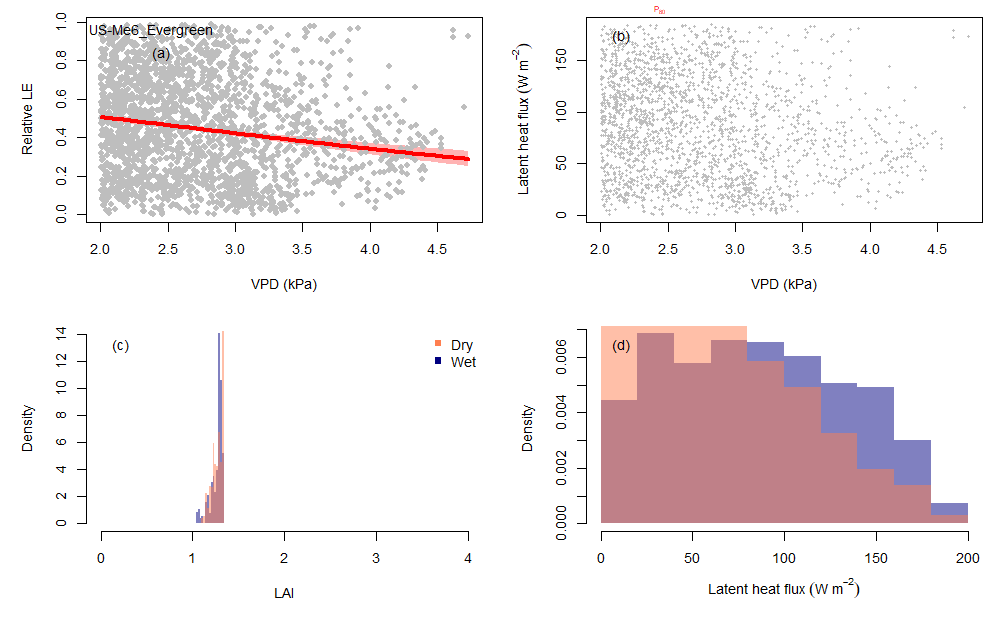 US-Me6_Evergreen
(a)
Relative LE
0.0 0.2 0.4 0.6 0.8 1.0
2.0 2.5 3.0 3.5 4.0 4.5
VPD (kPa)
(b)
Latent heat flux (W m−2)
0 50 100 150
2.0 2.5 3.0 3.5 4.0 4.5
VPD (kPa)
(c)
Dry
Wet
Density
0 2 4 6 8 10 12 14
0 1 2 3 4
LAI
(d)
Density
0.000 0.002 0.004 0.006
0 50 100 150 200
Latent heat flux (W m−2)